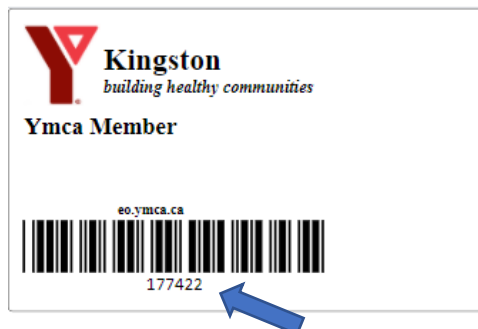 Kingston
building healthy communities
Ymca Member
eo.ymca.ca
177422